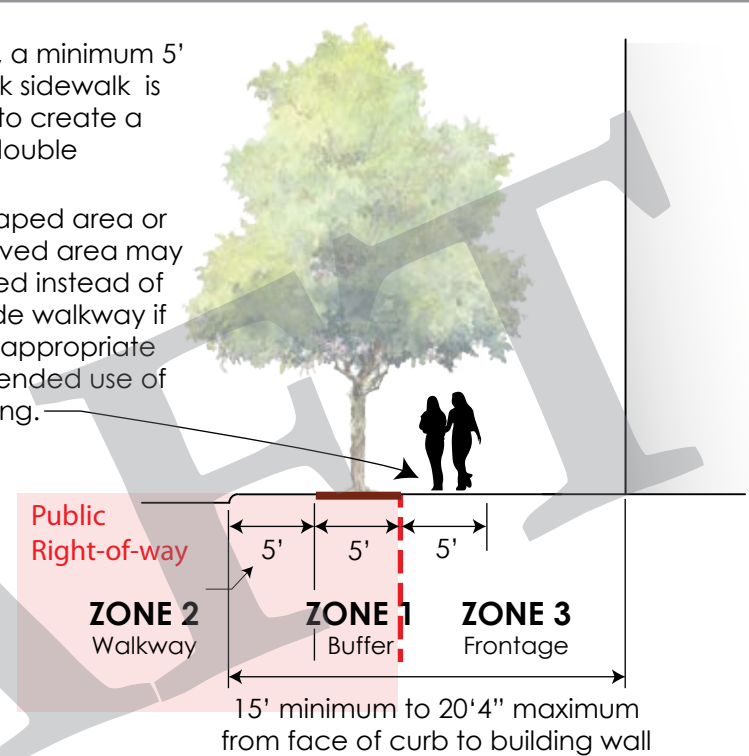 , a minimum 5’
k sidewalk is
to create a
double
aped area or
ved area may
ed instead of
de walkway if
appropriate
ended use of
ng.
Public
Right-of-way
5’ 5’ 5’
ZONE 2 ZONE 1 ZONE 3
Walkway Buffer Frontage
15’ minimum to 20‘4” maximum
from face of curb to building wall